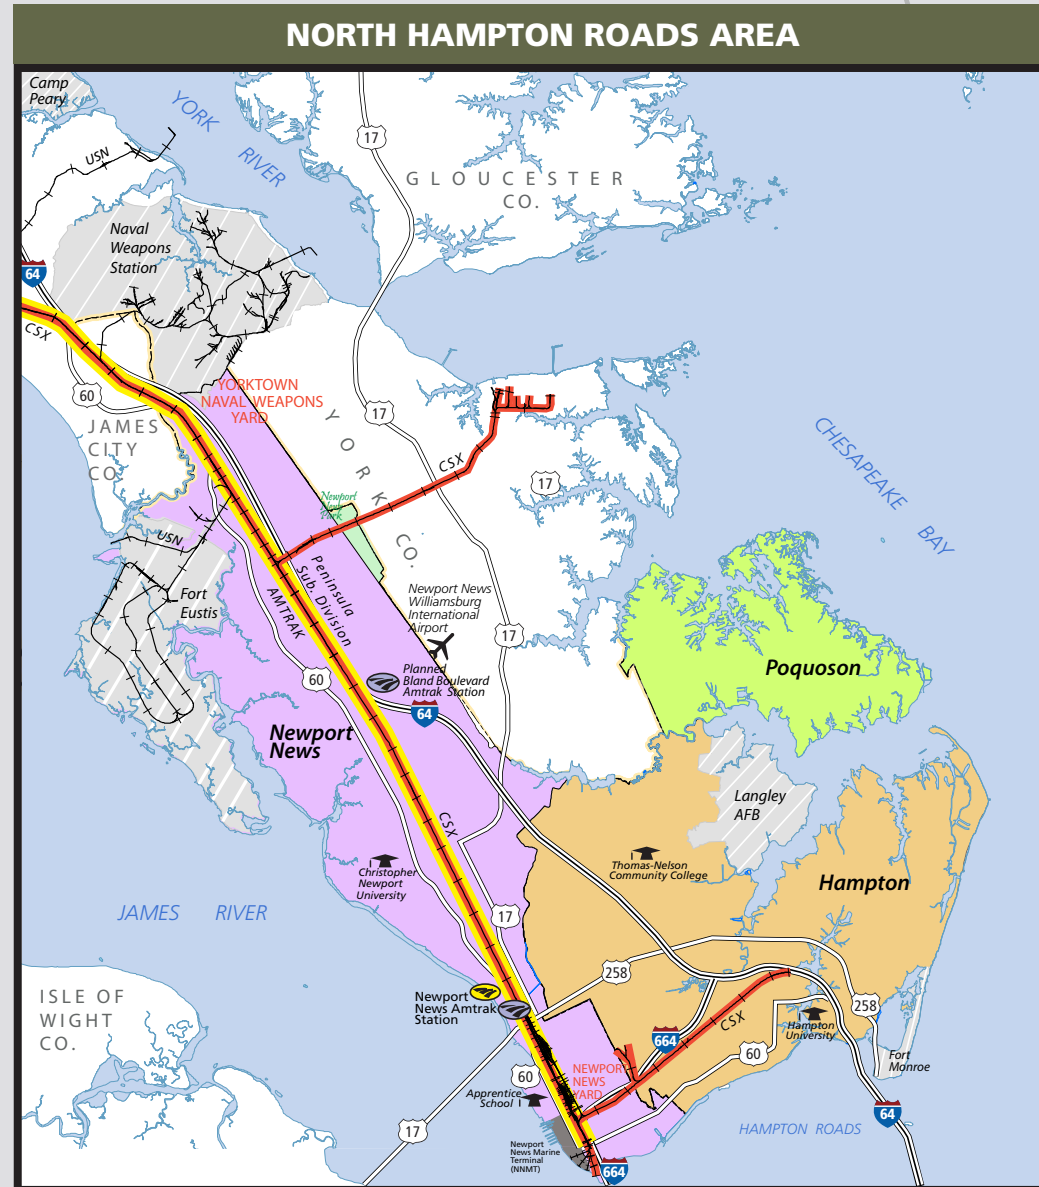 NORTH HAMPTON ROADS AREA
Camp
Peary
YORK
RIVER
USN
17
GLOUCESTER
CO.
Naval
Weapons
Station
64
CSX
60
YORKTOWN
NAVAL WEAPONS
YARD
JAMES
CITY
CO.
YORK
CO.
17
CSX
17
CHESAPEAKE BAY
Newport
News
Park
USN
Fort
Eustis
AMTRAK
Peninsula
Sub. Division
Newport News
Williamsburg
International
Airport
17
Planned
Bland Boulevard
Amtrak Station
60
64
Poquoson
Newport
News
CSX
Langley
AFB
Thomas-Nelson
Community College
Hampton
Christopher
Newport
University
JAMES RIVER
17
258
258
ISLE OF
WIGHT
CO.
Newport
News Amtrak
Station
CSX
Hampton
University
664
60
Fort
Monroe
60
NEWPORT
NEWS
YARD
Apprentice
School
17
64
HAMPTON ROADS
Newport
News Marine
Terminal
(NNMT)
664